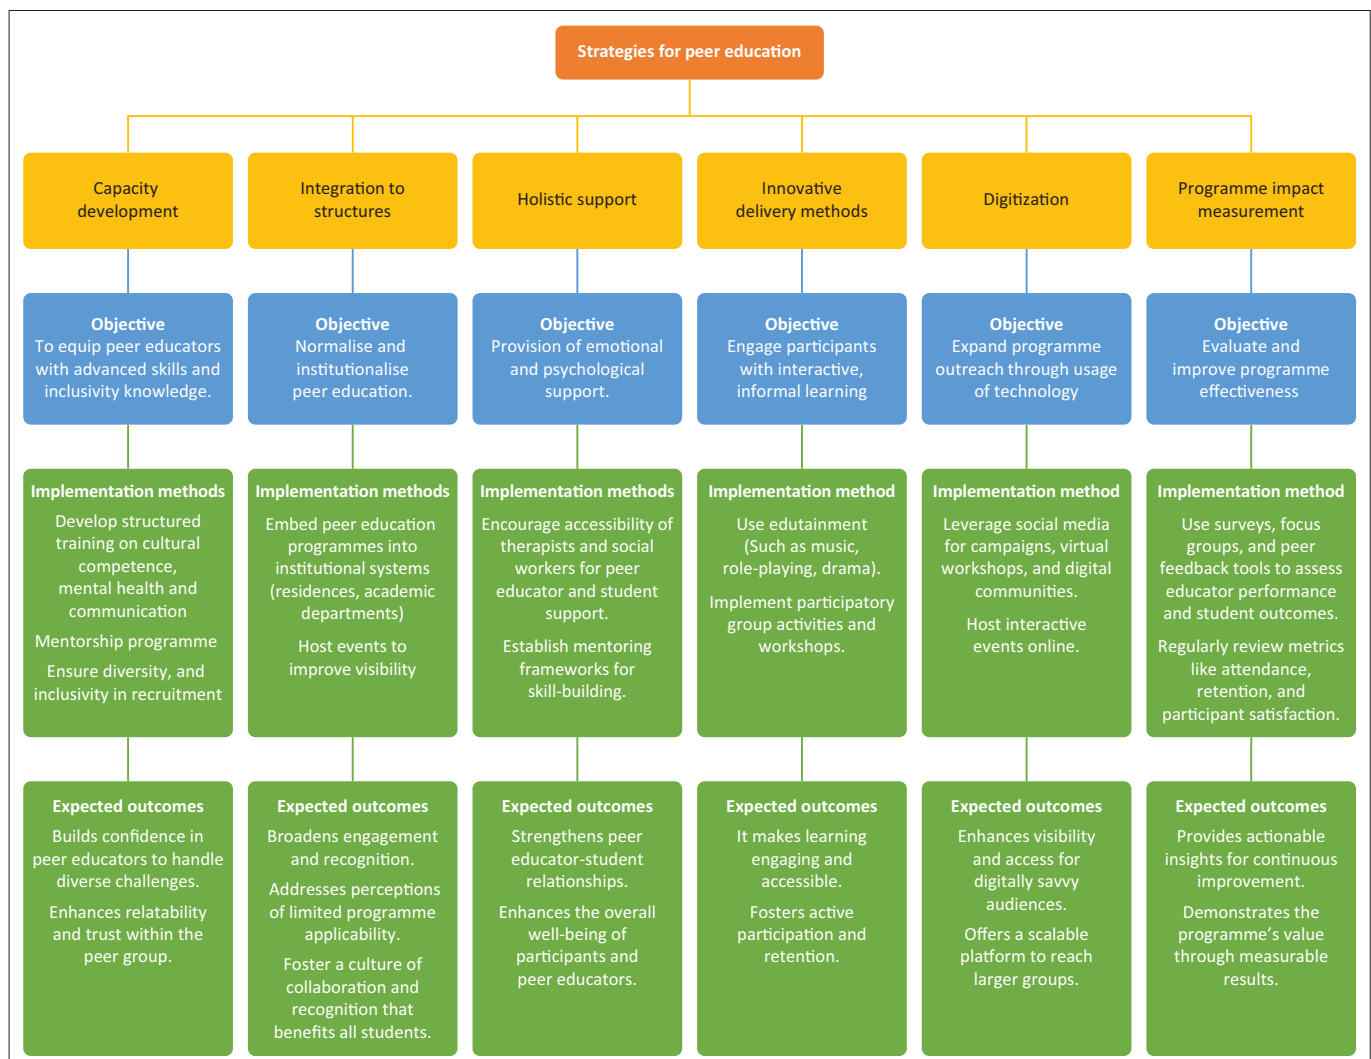 Strategies for peer education
Capacity
development
Integration to
structures
Holistic support
Innovative
delivery methods
Digitization
Programme impact
measurement
Objective
To equip peer educators
with advanced skills and
inclusivity knowledge.
Objective
Normalise and
institutionalise
peer education.
Objective
Provision of emotional
and psychological
support.
Objective
Engage participants
with interactive,
informal learning
Objective
Expand programme
outreach through usage
of technology
Objective
Evaluate and
improve programme
effectiveness
Implementation methods
Develop structured
training on cultural
competence,
mental health and
communication
Mentorship programme
Ensure diversity, and
inclusivity in recruitment
Implementation methods
Embed peer education
programmes into
institutional systems
(residences, academic
departments)
Host events to
improve visibility
Implementation methods
Encourage accessibility of
therapists and social
workers for peer
educator and student
support.
Establish mentoring
frameworks for
skill-building.
Implementation method
Use edutainment
(Such as music,
role-playing, drama).
Implement participatory
group activities and
workshops.
Implementation method
Leverage social media
for campaigns, virtual
workshops, and digital
communities.
Host interactive
events online.
Implementation method
Use surveys, focus
groups, and peer
feedback tools to assess
educator performance
and student outcomes.
Regularly review metrics
like attendance,
retention, and
participant satisfaction.
Expected outcomes
Builds confidence in
peer educators to handle
diverse challenges.
Enhances relatability
and trust within the
peer group.
Expected outcomes
Broadens engagement
and recognition.
Addresses perceptions
of limited programme
applicability.
Foster a culture of
collaboration and
recognition that
benefits all students.
Expected outcomes
Strengthens peer
educator-student
relationships.
Enhances the overall
well-being of
participants and
peer educators.
Expected outcomes
It makes learning
engaging and
accessible.
Fosters active
participation and
retention.
Expected outcomes
Enhances visibility
and access for
digitally savvy
audiences.
Offers a scalable
platform to reach
larger groups.
Expected outcomes
Provides actionable
insights for continuous
improvement.
Demonstrates the
programme’s value
through measurable
results.